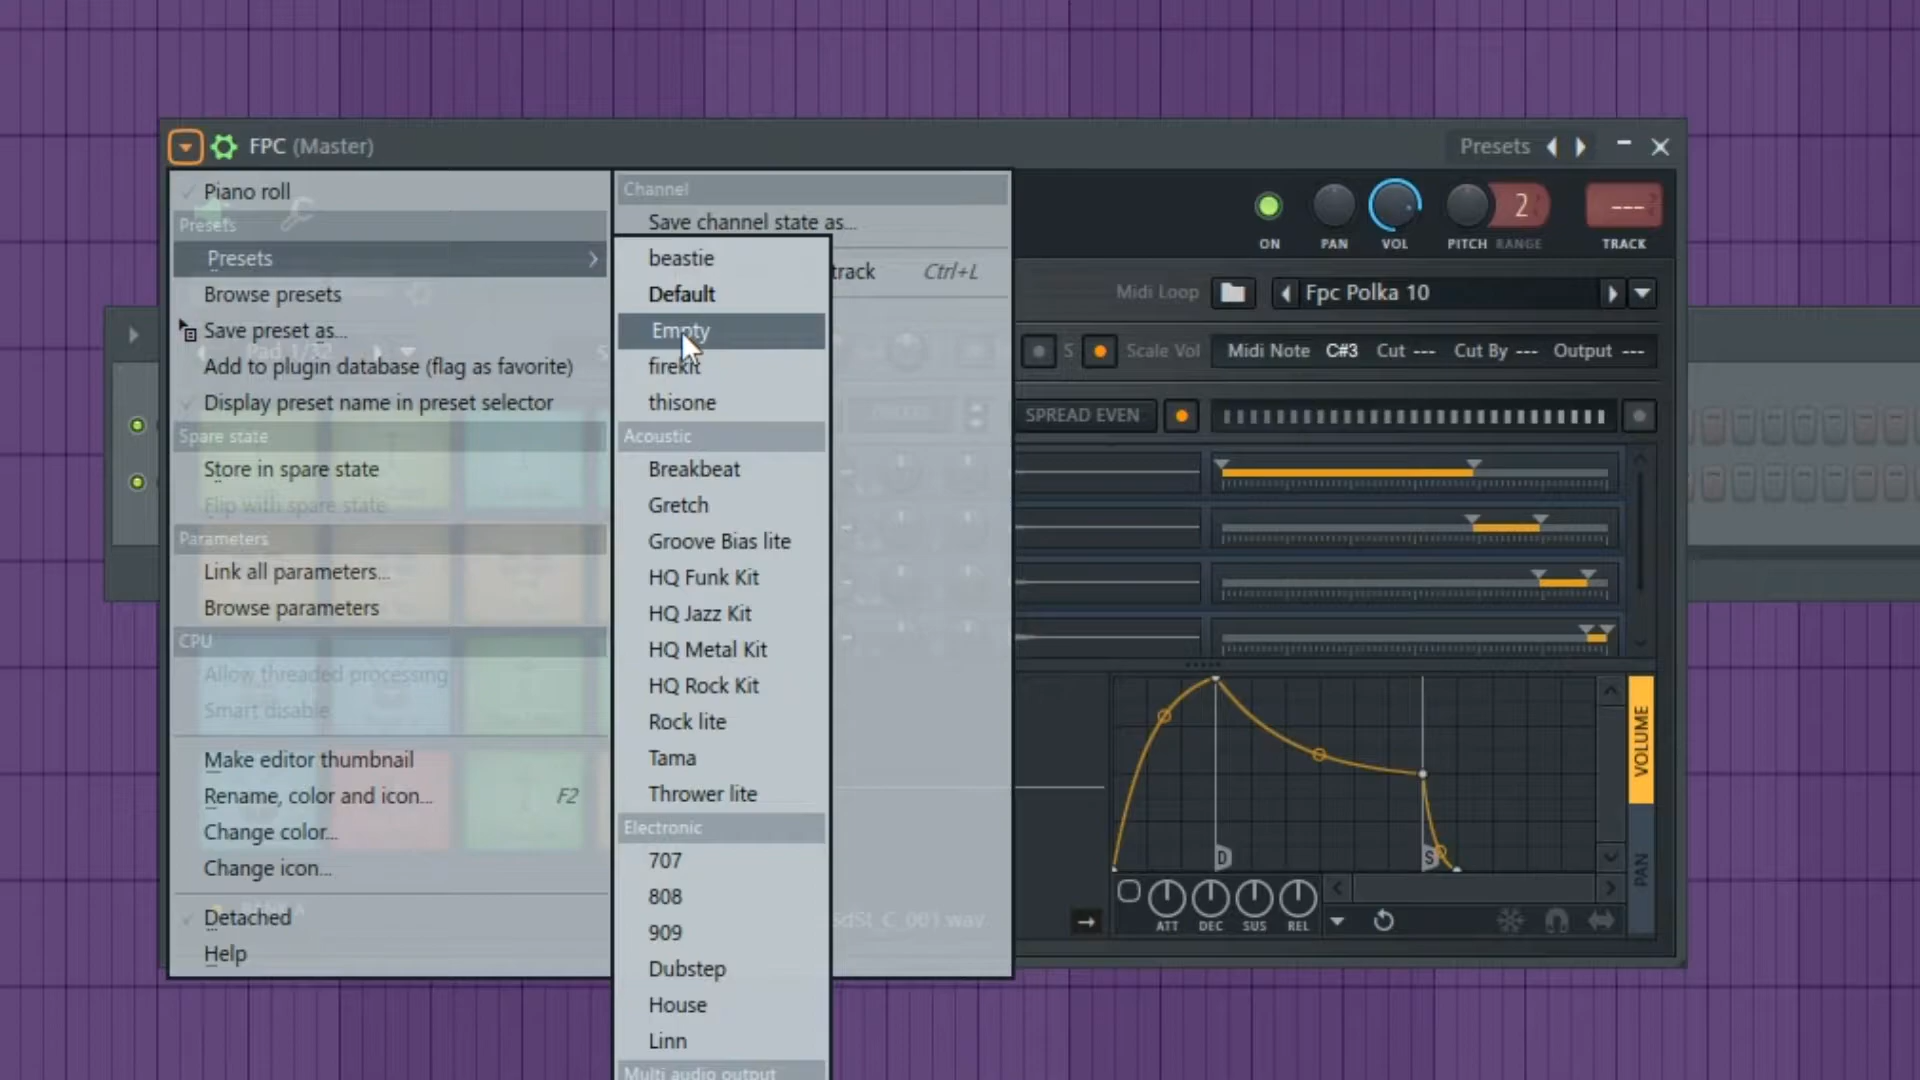 FPC (Master)
Presets
Piano roll
Presets
Presets
Browse presets
Save preset as...
Add to plugin database (flag as favorite)
Display preset name in preset selector
Spare state
Store in spare state
Flip with spare state
Parameters
Link all parameters...
Browse parameters
CPU
Allow threaded processing
Smart disable
Make editor thumbnail
Rename, color and icon... F2
Change color...
Change icon...
Detached
Help
Channel
Save channel state as...
track Ctrl+L
beastie
Default
Empty
firekit
thisone
Acoustic
Breakbeat
Gretch
Groove Bias lite
HQ Funk Kit
HQ Jazz Kit
HQ Metal Kit
HQ Rock Kit
Rock lite
Tama
Thrower lite
Electronic
707
808
909
Dubstep
House
Linn
Multi audio output
2 ---
ON PAN VOL PITCH RANGE TRACK
Midi Loop Fpc Polka 10
S Scale Vol Midi Note C#3 Cut --- Cut By --- Output ---
SPREAD EVEN
Pad 1/32
VOLUME
PAN
D
S
ATT DEC SUS REL